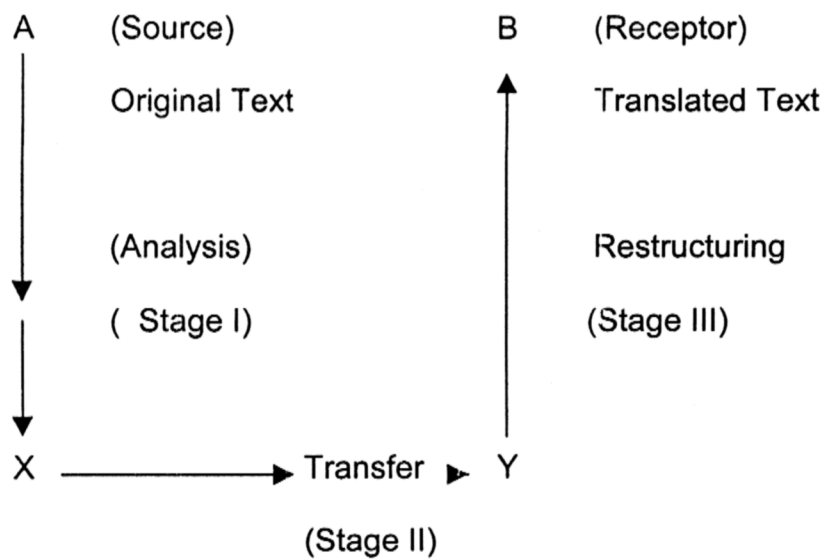 A (Source) B (Receptor)
Original Text Translated Text
(Analysis) Restructuring
( Stage I) (Stage III)
X Transfer Y
(Stage II)